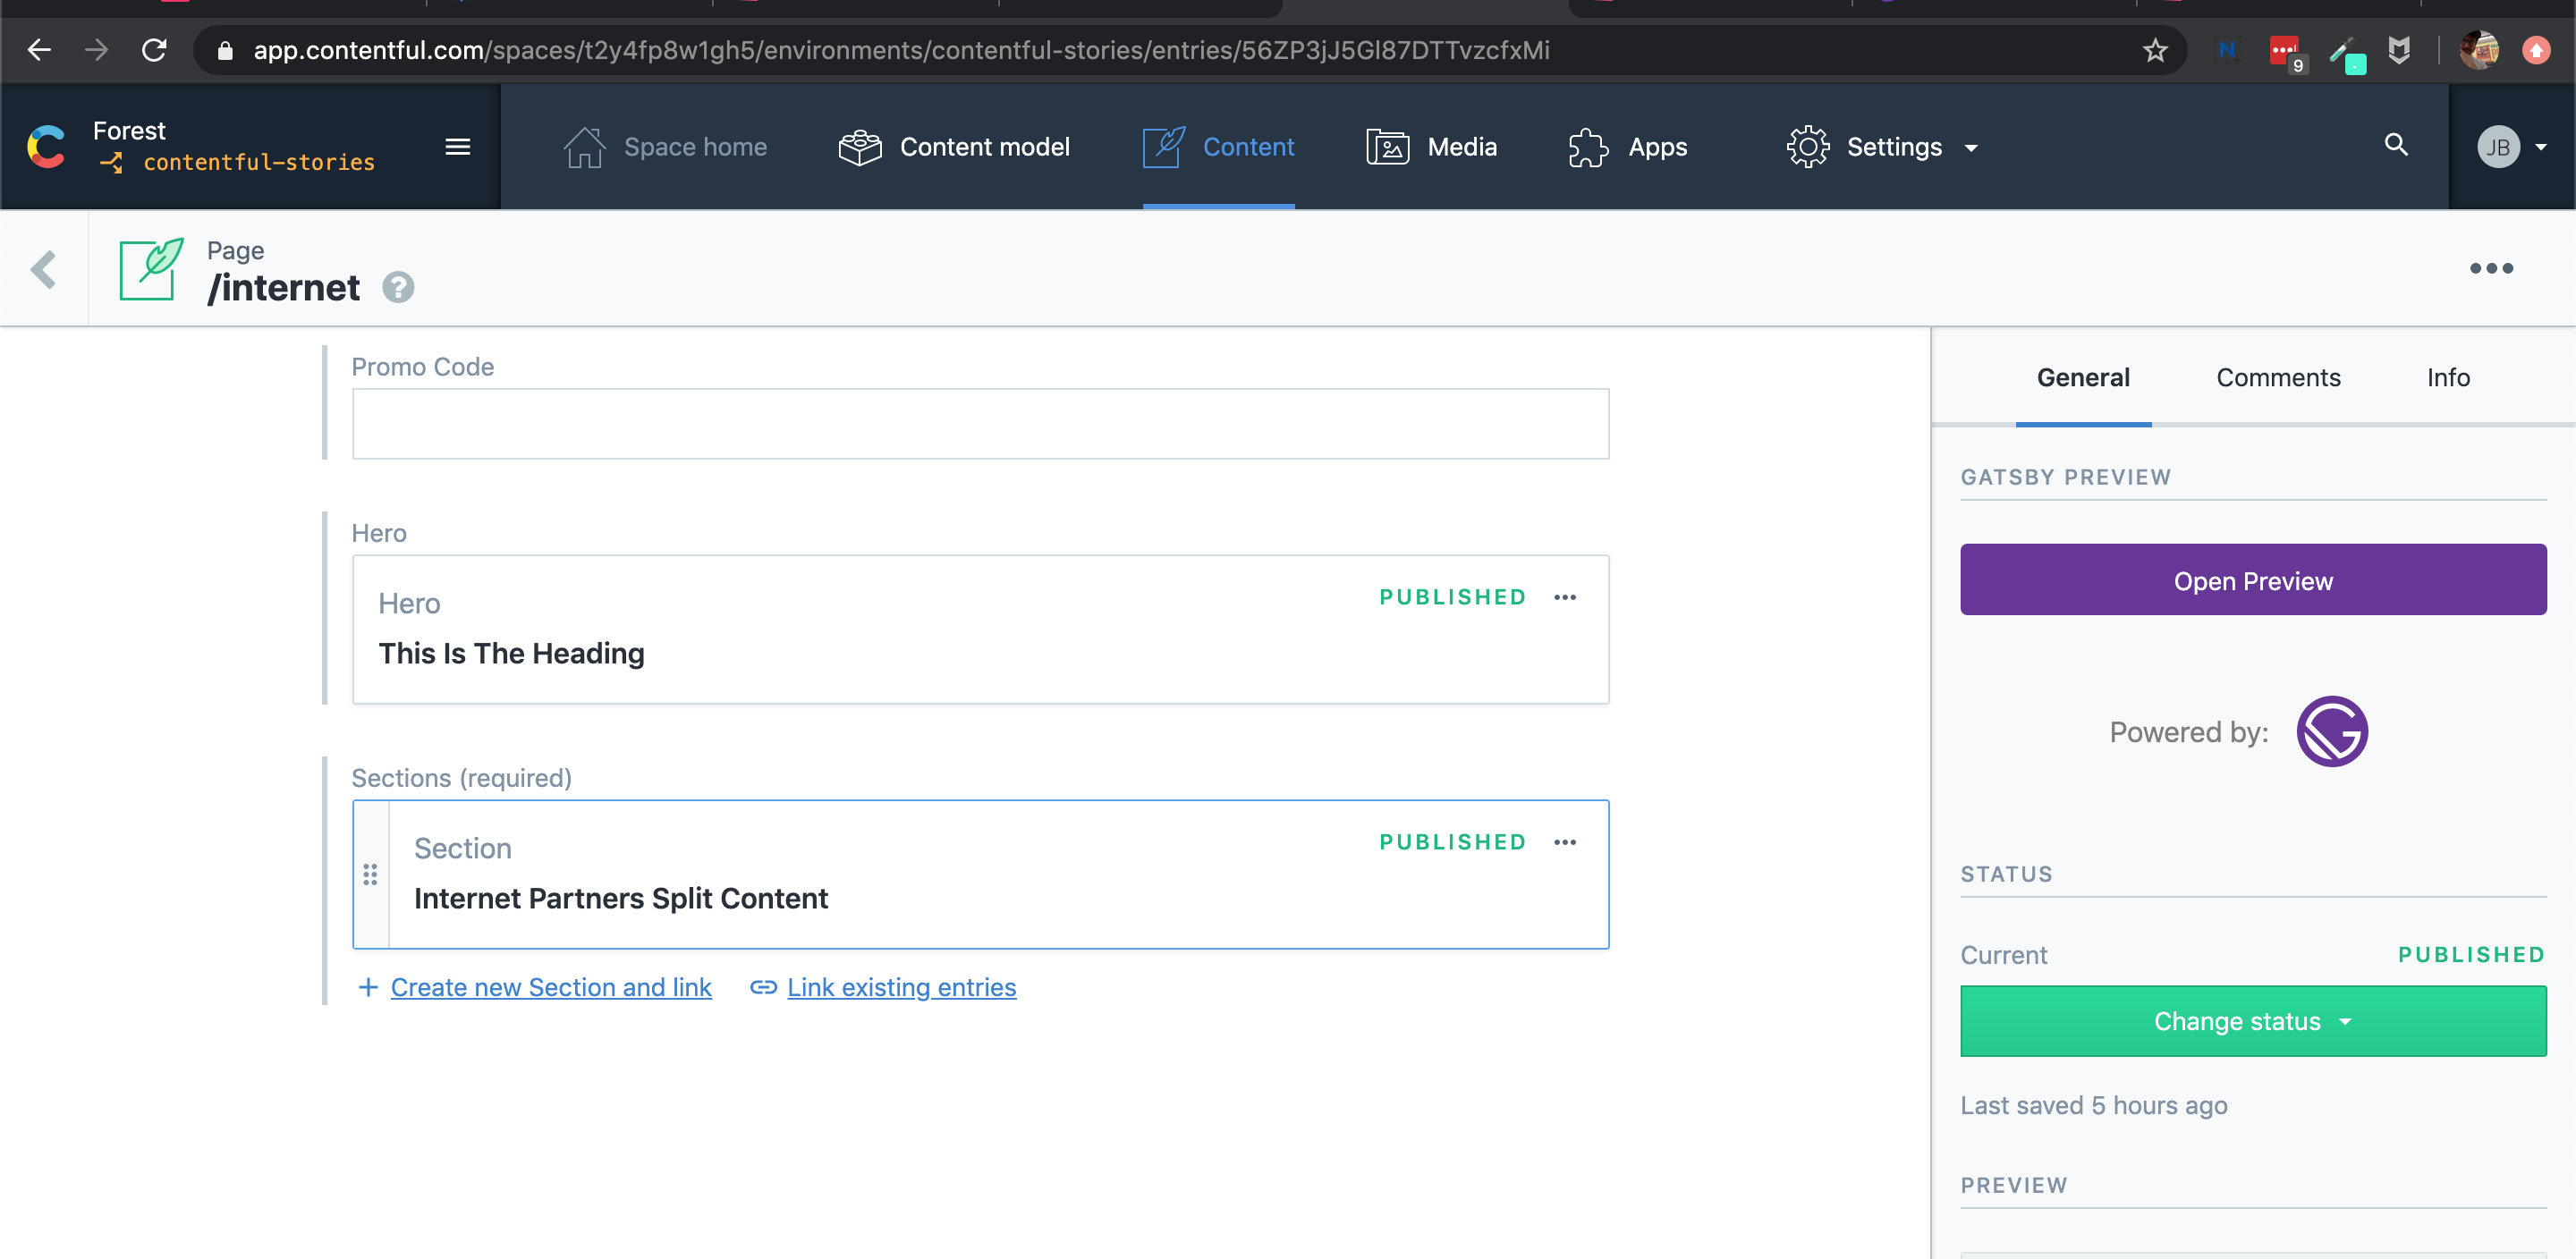 app.contentful.com/spaces/t2y4fp8w1gh5/environments/contentful-stories/entries/56ZP3jJ5Gl87DTTvzcfxMi
N
9
Forest
contentful-stories
Space home
Content model
Content
Media
Apps
Settings
JB
Page
/internet
?
Promo Code
Hero
Hero
PUBLISHED
This Is The Heading
Sections (required)
Section
PUBLISHED
Internet Partners Split Content
+ Create new Section and link
Link existing entries
General
Comments
Info
GATSBY PREVIEW
Open Preview
Powered by:
STATUS
Current
PUBLISHED
Change status
Last saved 5 hours ago
PREVIEW